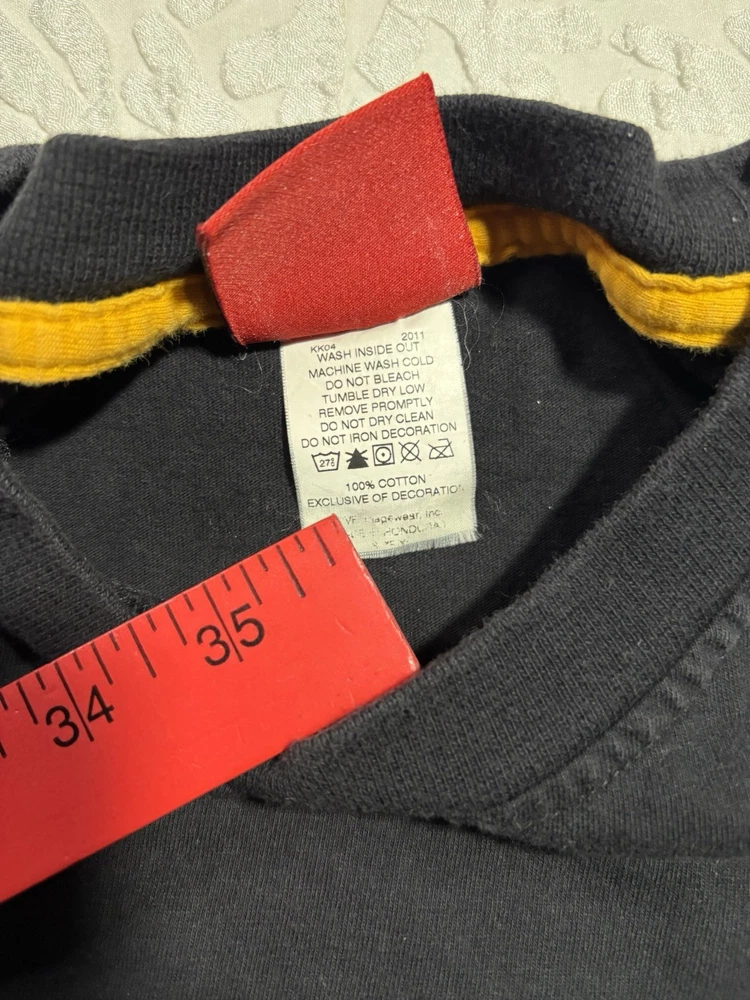 KK04 2011
WASH INSIDE OUT
MACHINE WASH COLD
DO NOT BLEACH
TUMBLE DRY LOW
REMOVE PROMPTLY
DO NOT DRY CLEAN
DO NOT IRON DECORATION
100% COTTON
EXCLUSIVE OF DECORATION
Inc.
34 35